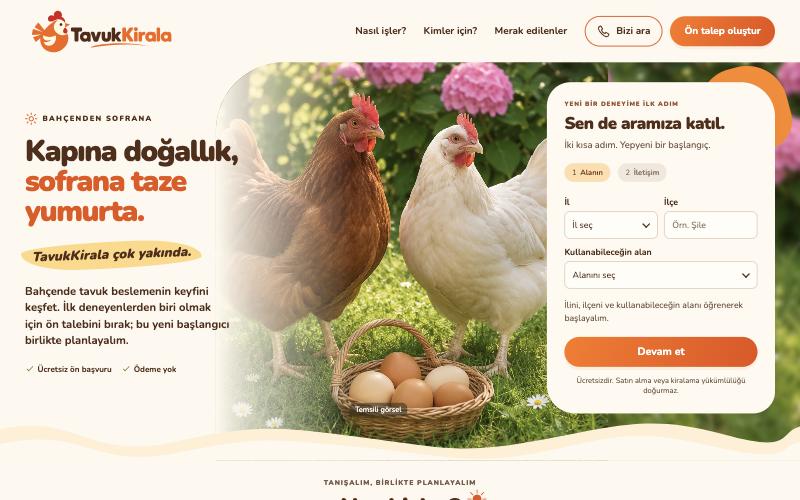 TavukKirala
Nasıl işler?
Kimler için?
Merak edilenler
Bizi ara
Ön talep oluştur
BAHÇENDEN SOFRANA
Kapına doğallık,
sofrana taze
yumurta.
TavukKirala çok yakında.
Bahçende tavuk beslemenin keyfini
keşfet. İlk deneyenlerden biri olmak
için ön talebini bırak; bu yeni başlangıcı
birlikte planlayalım.
Ücretsiz ön başvuru
Ödeme yok
Temsili görsel
YENİ BİR DENEYİME İLK ADIM
Sen de aramıza katıl.
İki kısa adım. Yepyeni bir başlangıç.
1 Alanın
2 İletişim
İl
İlçe
İl seç
Örn. Şile
Kullanabileceğin alan
Alanını seç
İlini, ilçeni ve kullanabileceğin alanı öğrenerek
başlayalım.
Devam et
Ücretsizdir. Satın alma veya kiralama yükümlülüğü
doğurmaz.
TANIŞALIM, BİRLİKTE PLANLAYALIM